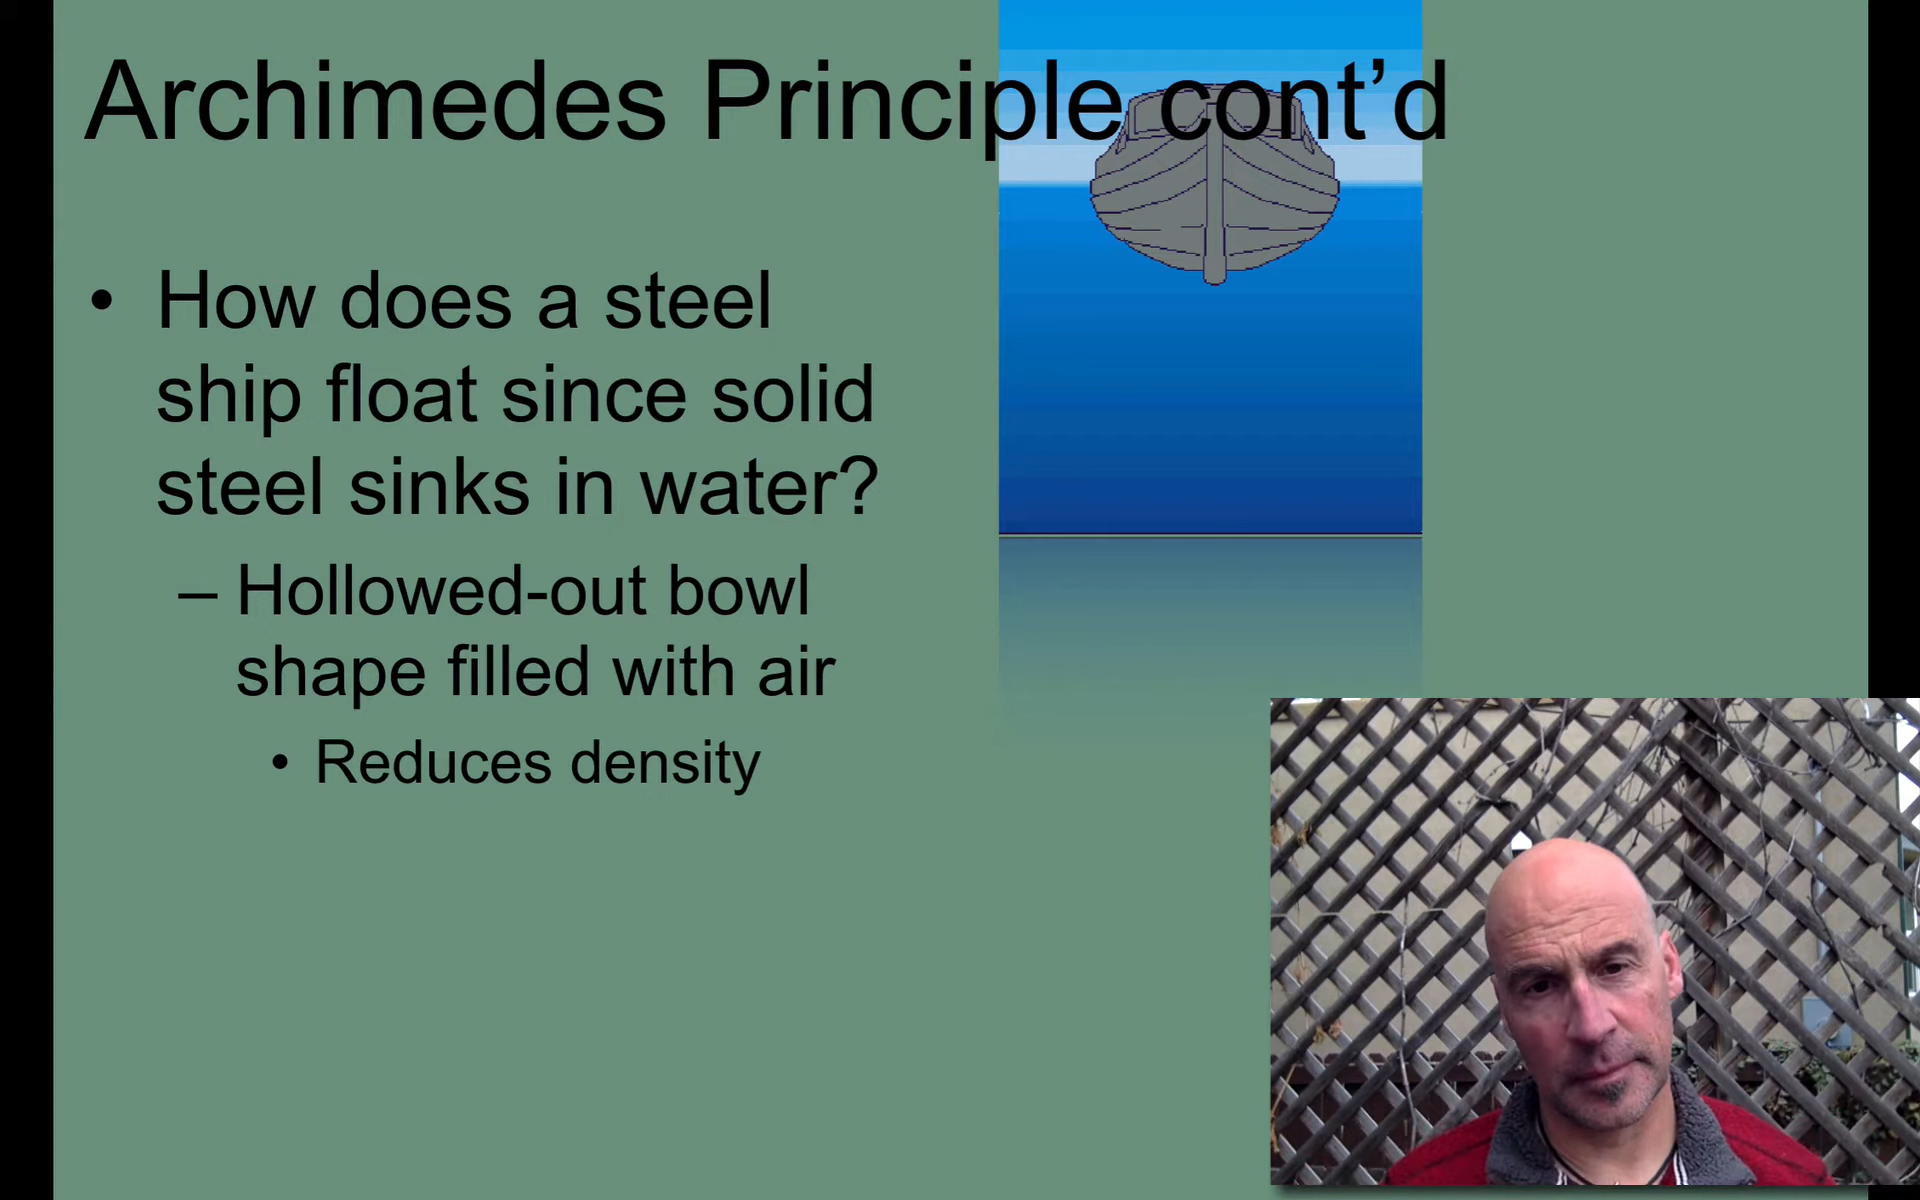 Archimedes Principle cont’d
• How does a steel
ship float since solid
steel sinks in water?
– Hollowed-out bowl
shape filled with air
• Reduces density